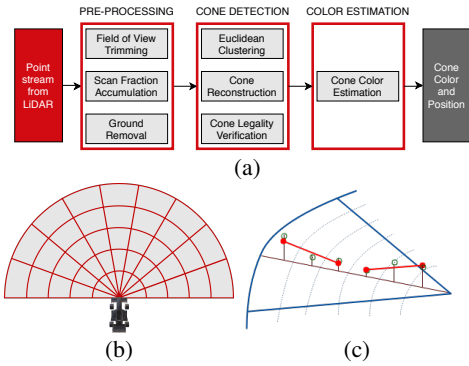 PRE-PROCESSING CONE DETECTION COLOR ESTIMATION
Point
stream
from
LiDAR
Field of View
Trimming
Scan Fraction
Accumulation
Ground
Removal
Euclidean
Clustering
Cone
Reconstruction
Cone Legality
Verification
Cone Color
Estimation
Cone
Color
and
Position
(a)
(b)
(c)